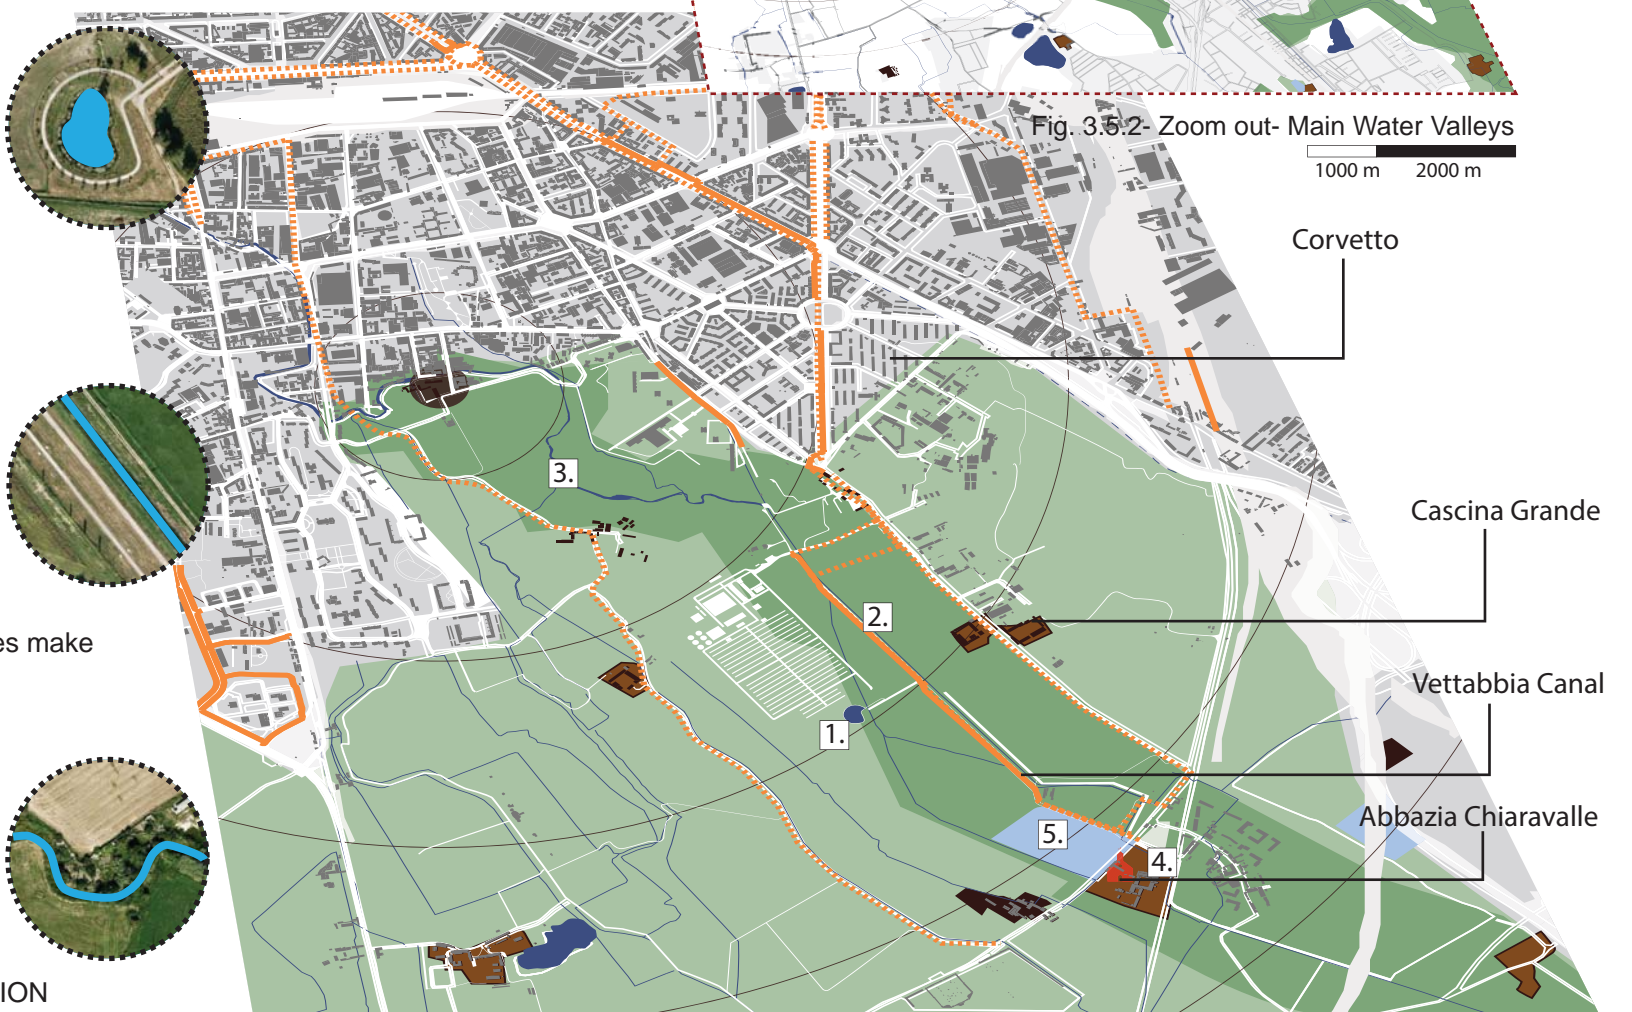 Fig. 3.5.2- Zoom out- Main Water Valleys
1000 m 2000 m
Corvetto
3.
Cascina Grande
2.
es make
Vettabbia Canal
1.
Abbazia Chiaravalle
5.
4.
ION